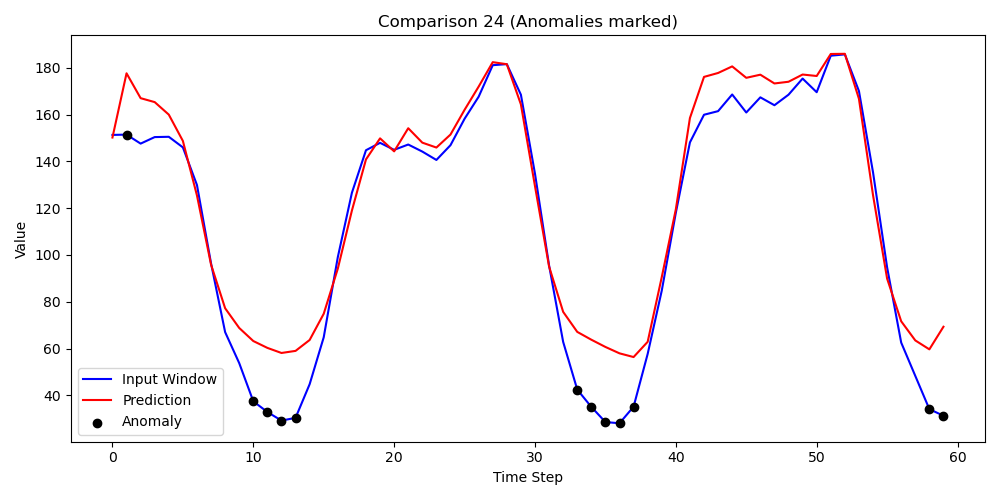 Comparison 24 (Anomalies marked)
Value
180
160
140
120
100
80
60
40
Input Window
Prediction
Anomaly
0 10 20 30 40 50 60
Time Step